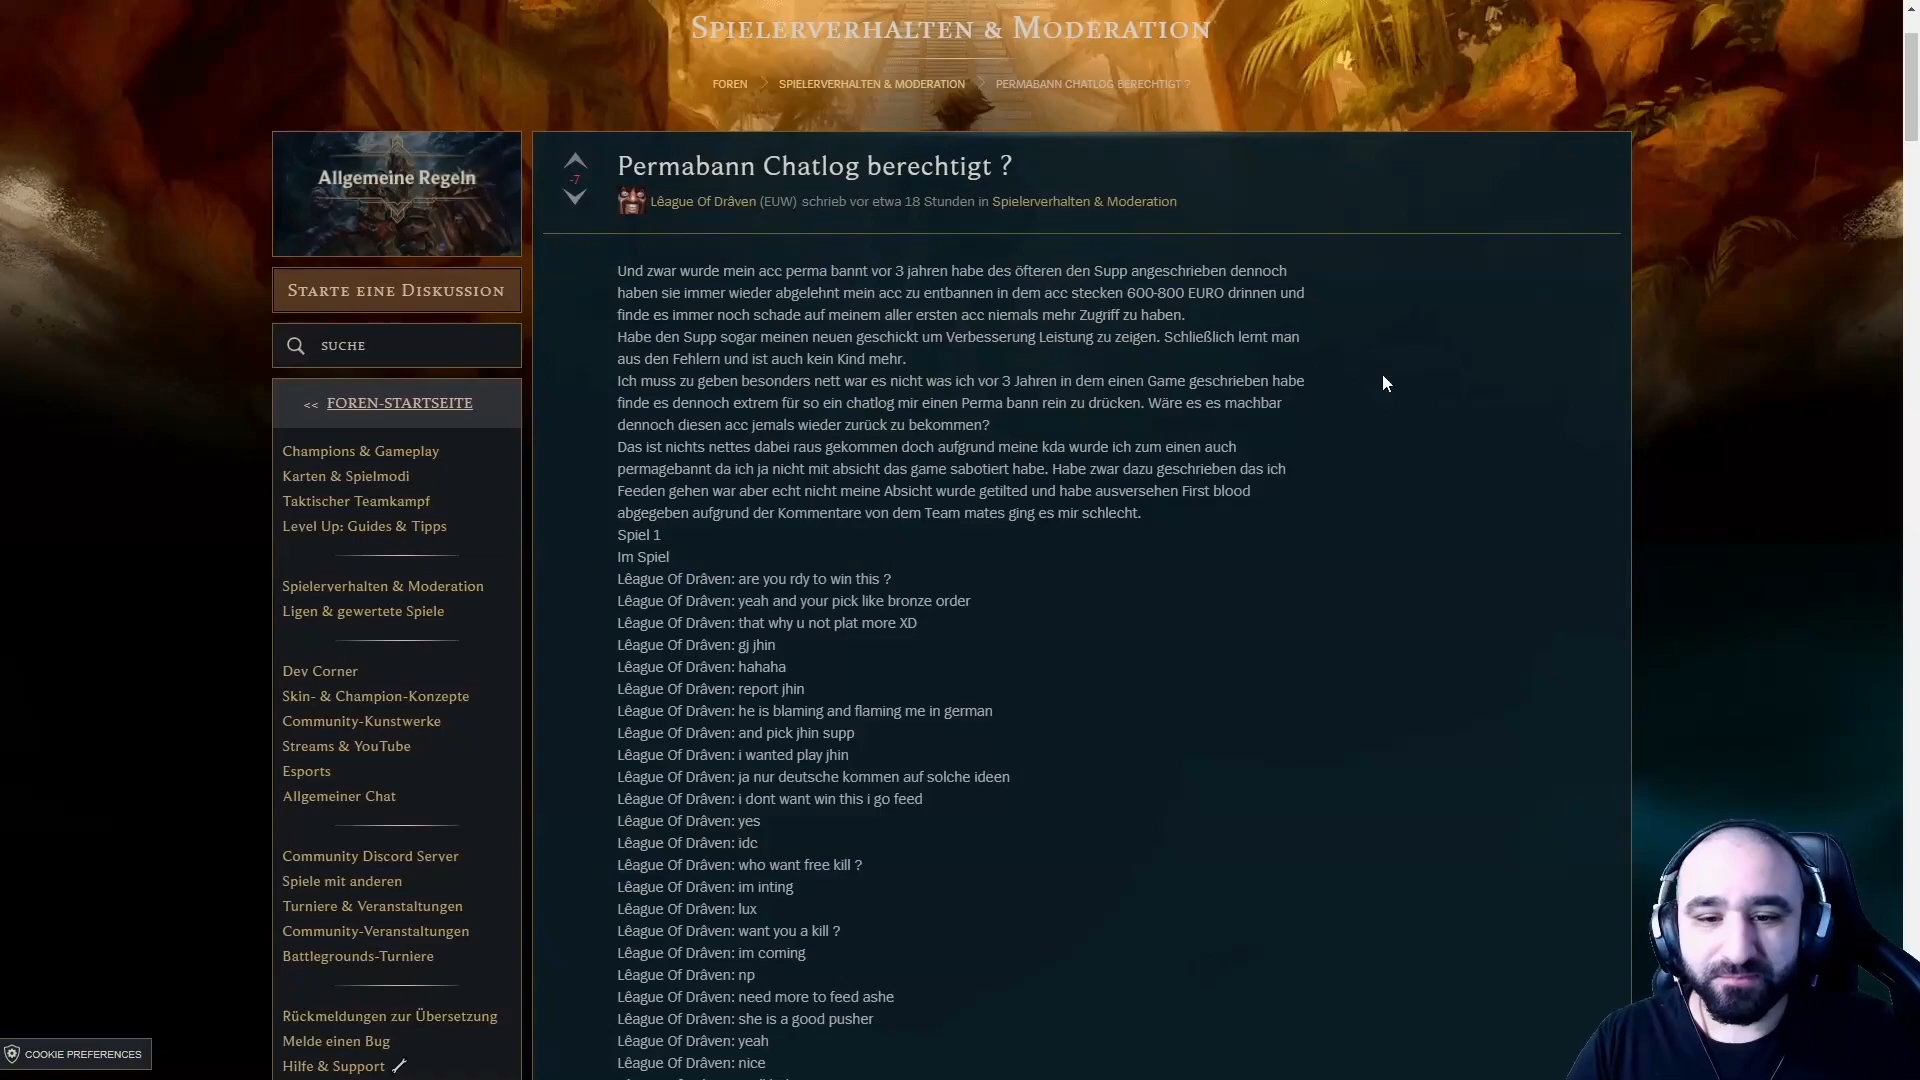 Spielerverhalten & Moderation
FOREN
SPIELERVERHALTEN & MODERATION
PERMABANN CHATLOG BERECHTIGT ?
Allgemeine Regeln
Starte eine Diskussion
SUCHE
<< FOREN-STARTSEITE
Champions & Gameplay
Karten & Spielmodi
Taktischer Teamkampf
Level Up: Guides & Tipps
Spielerverhalten & Moderation
Ligen & gewertete Spiele
Dev Corner
Skin- & Champion-Konzepte
Community-Kunstwerke
Streams & YouTube
Esports
Allgemeiner Chat
Community Discord Server
Spiele mit anderen
Turniere & Veranstaltungen
Community-Veranstaltungen
Battlegrounds-Turniere
Rückmeldungen zur Übersetzung
Melde einen Bug
Hilfe & Support
COOKIE PREFERENCES
-7
Permabann Chatlog berechtigt ?
Lêague Of Drâven (EUW) schrieb vor etwa 18 Stunden in Spielerverhalten & Moderation
Und zwar wurde mein acc perma bannt vor 3 jahren habe des öfteren den Supp angeschrieben dennoch
haben sie immer wieder abgelehnt mein acc zu entbannen in dem acc stecken 600-800 EURO drinnen und
finde es immer noch schade auf meinem aller ersten acc niemals mehr Zugriff zu haben.
Habe den Supp sogar meinen neuen geschickt um Verbesserung Leistung zu zeigen. Schließlich lernt man
aus den Fehlern und ist auch kein Kind mehr.
Ich muss zu geben besonders nett war es nicht was ich vor 3 Jahren in dem einen Game geschrieben habe
finde es dennoch extrem für so ein chatlog mir einen Perma bann rein zu drücken. Wäre es es machbar
dennoch diesen acc jemals wieder zurück zu bekommen?
Das ist nichts nettes dabei raus gekommen doch aufgrund meine kda wurde ich zum einen auch
permagebannt da ich ja nicht mit absicht das game sabotiert habe. Habe zwar dazu geschrieben das ich
Feeden gehen war aber echt nicht meine Absicht wurde getilted und habe ausversehen First blood
abgegeben aufgrund der Kommentare von dem Team mates ging es mir schlecht.
Spiel 1
Im Spiel
Lêague Of Drâven: are you rdy to win this ?
Lêague Of Drâven: yeah and your pick like bronze order
Lêague Of Drâven: that why u not plat more XD
Lêague Of Drâven: gj jhin
Lêague Of Drâven: hahaha
Lêague Of Drâven: report jhin
Lêague Of Drâven: he is blaming and flaming me in german
Lêague Of Drâven: and pick jhin supp
Lêague Of Drâven: i wanted play jhin
Lêague Of Drâven: ja nur deutsche kommen auf solche ideen
Lêague Of Drâven: i dont want win this i go feed
Lêague Of Drâven: yes
Lêague Of Drâven: idc
Lêague Of Drâven: who want free kill ?
Lêague Of Drâven: im inting
Lêague Of Drâven: lux
Lêague Of Drâven: want you a kill ?
Lêague Of Drâven: im coming
Lêague Of Drâven: np
Lêague Of Drâven: need more to feed ashe
Lêague Of Drâven: she is a good pusher
Lêague Of Drâven: yeah
Lêague Of Drâven: nice